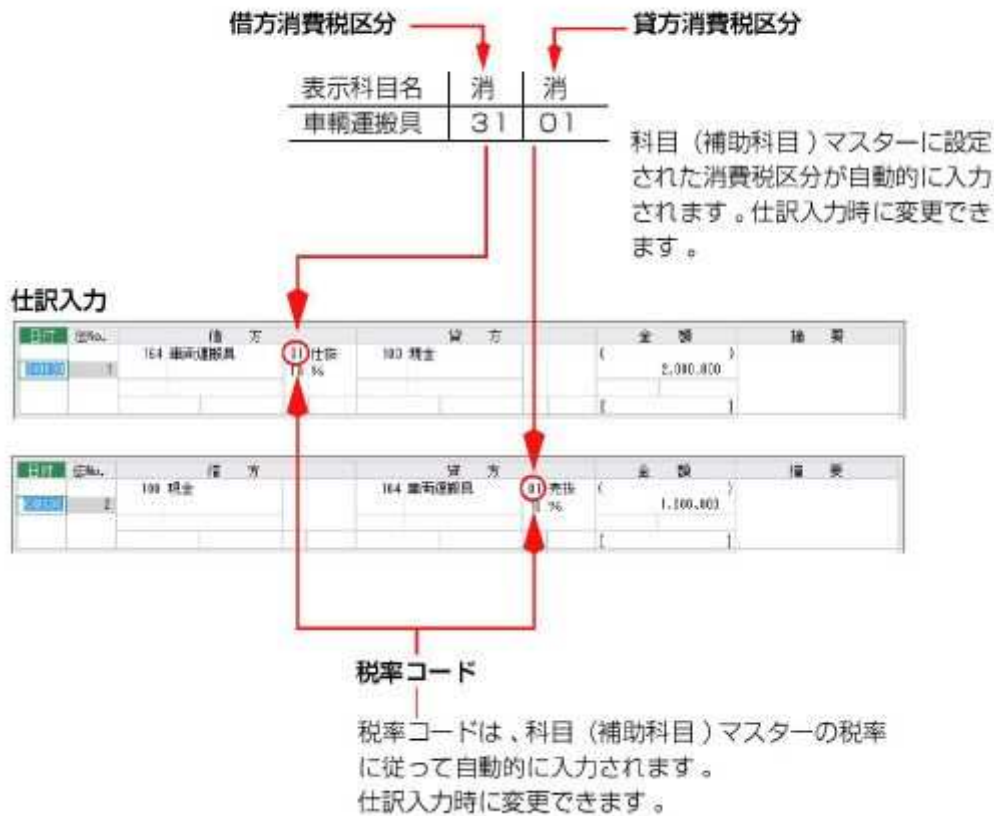 借方消費税区分
貸方消費税区分
表示科目名 消 消
車輌運搬具 31 01
科目（補助科目）マスターに設定
された消費税区分が自動的に入力
されます。仕訳入力時に変更でき
ます。
仕訳入力
日付 伝No. 借 方 貸 方 金 額 摘 要
164 車両運搬具 仕抜 100 現金 ( )
1 % 2,000,000
[ ]
日付 伝No. 借 方 貸 方 金 額 摘 要
100 現金 164 車両運搬具 01 売抜 ( )
2 %
[ ]
税率コード
税率コードは、科目（補助科目）マスターの税率
に従って自動的に入力されます。
仕訳入力時に変更できます。